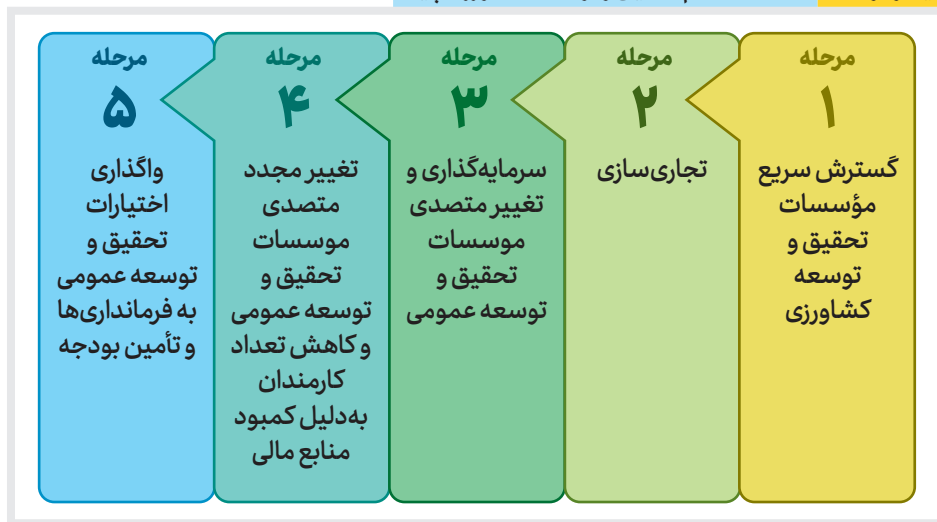 مرحله
۱
گسترش سریع
مؤسسات
تحقیق و
توسعه
کشاورزی
مرحله
۲
تجاری‌سازی
مرحله
۳
سرمایه‌گذاری و
تغییر متصدی
موسسات
تحقیق و
توسعه عمومی
مرحله
۴
تغییر مجدد
متصدی
موسسات
تحقیق و
توسعه عمومی
و کاهش تعداد
کارمندان
به‌دلیل کمبود
منابع مالی
مرحله
۵
واگذاری
اختیارات
تحقیق و
توسعه عمومی
به فرمانداری‌ها
و تأمین بودجه